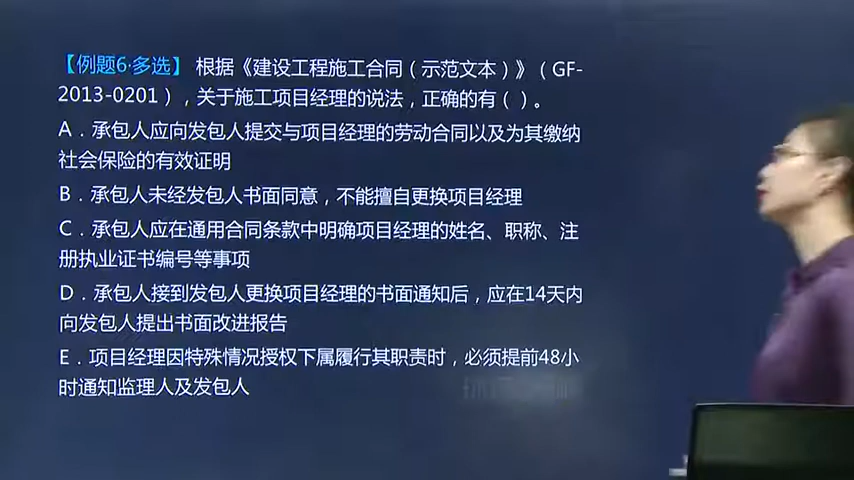 【例题6·多选】 根据《建设工程施工合同（示范文本）》（GF-
2013-0201），关于施工项目经理的说法，正确的有（ ）。
A．承包人应向发包人提交与项目经理的劳动合同以及为其缴纳
社会保险的有效证明
B．承包人未经发包人书面同意，不能擅自更换项目经理
C．承包人应在通用合同条款中明确项目经理的姓名、职称、注
册执业证书编号等事项
D．承包人接到发包人更换项目经理的书面通知后，应在14天内
向发包人提出书面改进报告
E．项目经理因特殊情况授权下属履行其职责时，必须提前48小
时通知监理人及发包人